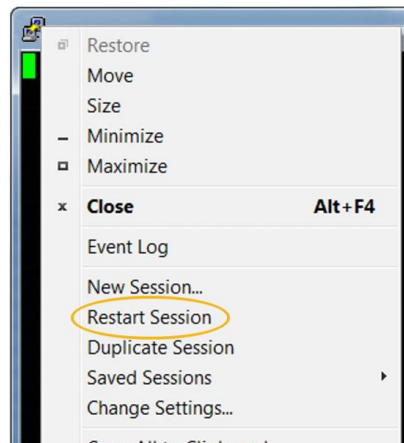 Restore
Move
Size
Minimize
Maximize
Close Alt+F4
Event Log
New Session...
Restart Session
Duplicate Session
Saved Sessions
Change Settings...